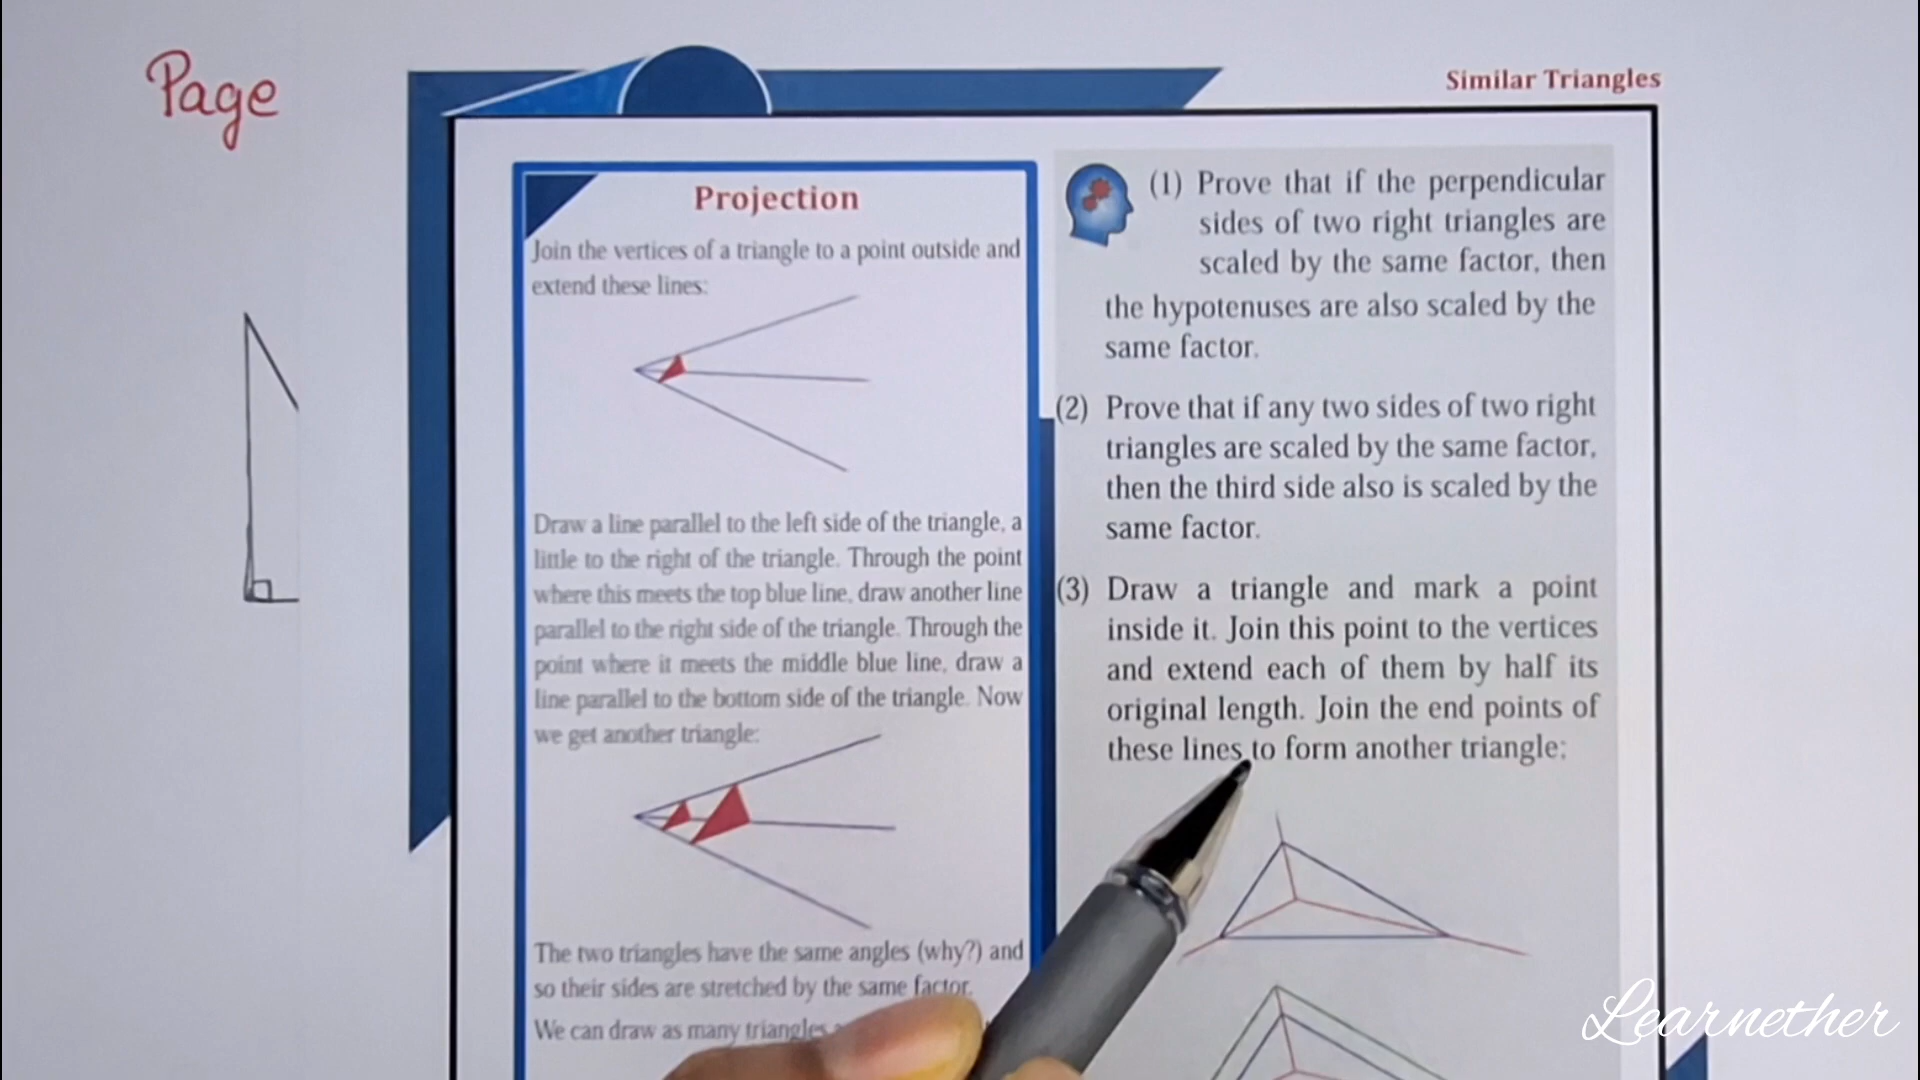 Page
Similar Triangles
Projection
Join the vertices of a triangle to a point outside and
extend these lines:
Draw a line parallel to the left side of the triangle, a
little to the right of the triangle. Through the point
where this meets the top blue line, draw another line
parallel to the right side of the triangle. Through the
point where it meets the middle blue line, draw a
line parallel to the bottom side of the triangle. Now
we get another triangle:
The two triangles have the same angles (why?) and
so their sides are stretched by the same factor.
We can draw as many triangles
(1) Prove that if the perpendicular
sides of two right triangles are
scaled by the same factor, then
the hypotenuses are also scaled by the
same factor.
(2) Prove that if any two sides of two right
triangles are scaled by the same factor,
then the third side also is scaled by the
same factor.
(3) Draw a triangle and mark a point
inside it. Join this point to the vertices
and extend each of them by half its
original length. Join the end points of
these lines to form another triangle:
Learnether